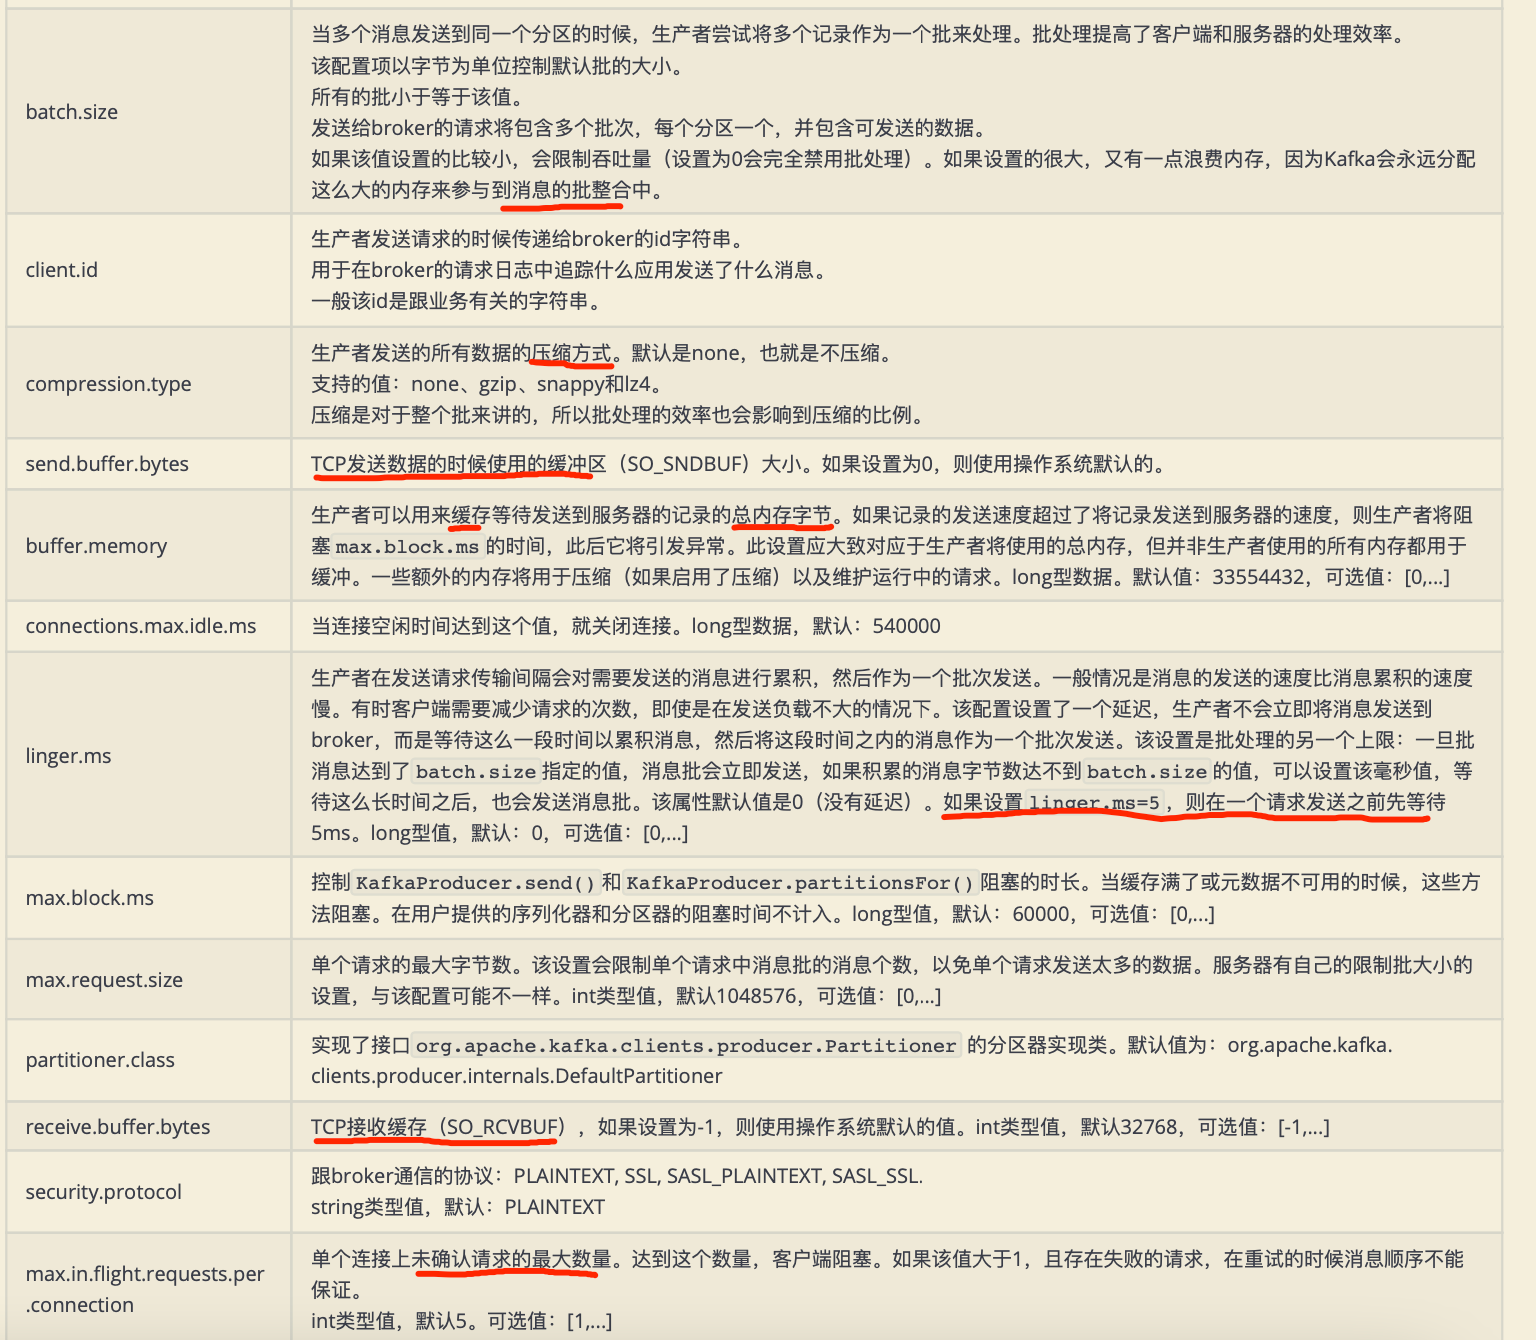 batch.size
当多个消息发送到同一个分区的时候，生产者尝试将多个记录作为一个批来处理。批处理提高了客户端和服务器的处理效率。
该配置项以字节为单位控制默认批的大小。
所有的批小于等于该值。
发送给broker的请求将包含多个批次，每个分区一个，并包含可发送的数据。
如果该值设置的比较小，会限制吞吐量（设置为0会完全禁用批处理）。如果设置的很大，又有一点浪费内存，因为Kafka会永远分配
这么大的内存来参与到消息的批整合中。
client.id
生产者发送请求的时候传递给broker的id字符串。
用于在broker的请求日志中追踪什么应用发送了什么消息。
一般该id是跟业务有关的字符串。
compression.type
生产者发送的所有数据的压缩方式。默认是none，也就是不压缩。
支持的值：none、gzip、snappy和lz4。
压缩是对于整个批来讲的，所以批处理的效率也会影响到压缩的比例。
send.buffer.bytes
TCP发送数据的时候使用的缓冲区（SO_SNDBUF）大小。如果设置为0，则使用操作系统默认的。
buffer.memory
生产者可以用来缓存等待发送到服务器的记录的总内存字节。如果记录的发送速度超过了将记录发送到服务器的速度，则生产者将阻
塞max.block.ms的时间，此后它将引发异常。此设置应大致对应于生产者将使用的总内存，但并非生产者使用的所有内存都用于
缓冲。一些额外的内存将用于压缩（如果启用了压缩）以及维护运行中的请求。long型数据。默认值：33554432，可选值：[0,...]
connections.max.idle.ms
当连接空闲时间达到这个值，就关闭连接。long型数据，默认：540000
linger.ms
生产者在发送请求传输间隔会对需要发送的消息进行累积，然后作为一个批次发送。一般情况是消息的发送的速度比消息累积的速度
慢。有时客户端需要减少请求的次数，即使是在发送负载不大的情况下。该配置设置了一个延迟，生产者不会立即将消息发送到
broker，而是等待这么一段时间以累积消息，然后将这段时间之内的消息作为一个批次发送。该设置是批处理的另一个上限：一旦批
消息达到了batch.size指定的值，消息批会立即发送，如果积累的消息字节数达不到batch.size的值，可以设置该毫秒值，等
待这么长时间之后，也会发送消息批。该属性默认值是0（没有延迟）。如果设置linger.ms=5，则在一个请求发送之前先等待
5ms。long型值，默认：0，可选值：[0,...]
max.block.ms
控制KafkaProducer.send()和KafkaProducer.partitionsFor()阻塞的时长。当缓存满了或元数据不可用的时候，这些方
法阻塞。在用户提供的序列化器和分区器的阻塞时间不计入。long型值，默认：60000，可选值：[0,...]
max.request.size
单个请求的最大字节数。该设置会限制单个请求中消息批的消息个数，以免单个请求发送太多的数据。服务器有自己的限制批大小的
设置，与该配置可能不一样。int类型值，默认1048576，可选值：[0,...]
partitioner.class
实现了接口org.apache.kafka.clients.producer.Partitioner 的分区器实现类。默认值为：org.apache.kafka.
clients.producer.internals.DefaultPartitioner
receive.buffer.bytes
TCP接收缓存（SO_RCVBUF），如果设置为-1，则使用操作系统默认的值。int类型值，默认32768，可选值：[-1,...]
security.protocol
跟broker通信的协议：PLAINTEXT, SSL, SASL_PLAINTEXT, SASL_SSL.
string类型值，默认：PLAINTEXT
max.in.flight.requests.per
.connection
单个连接上未确认请求的最大数量。达到这个数量，客户端阻塞。如果该值大于1，且存在失败的请求，在重试的时候消息顺序不能
保证。
int类型值，默认5。可选值：[1,...]